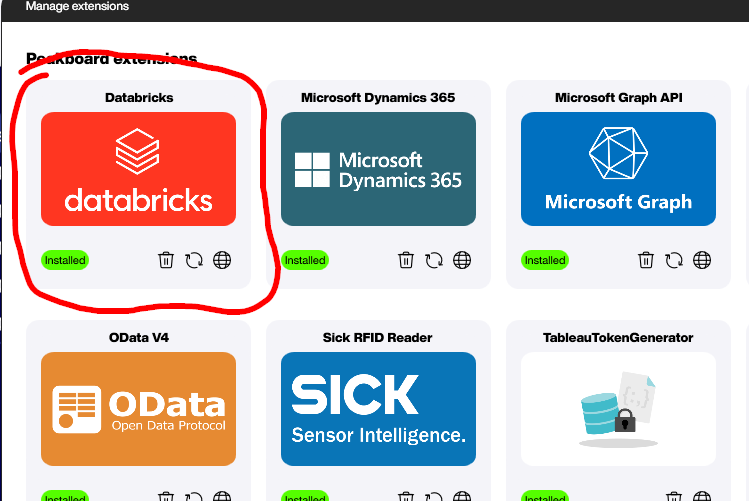 Manage extensions
Peakboard extensions
Databricks
Microsoft Dynamics 365
Microsoft Graph API
databricks
Microsoft
Dynamics 365
Microsoft Graph
Installed
Installed
Installed
OData V4
Sick RFID Reader
TableauTokenGenerator
OData
Open Data Protocol
SICK
Sensor Intelligence.
{;}
Installed
Installed
Installed